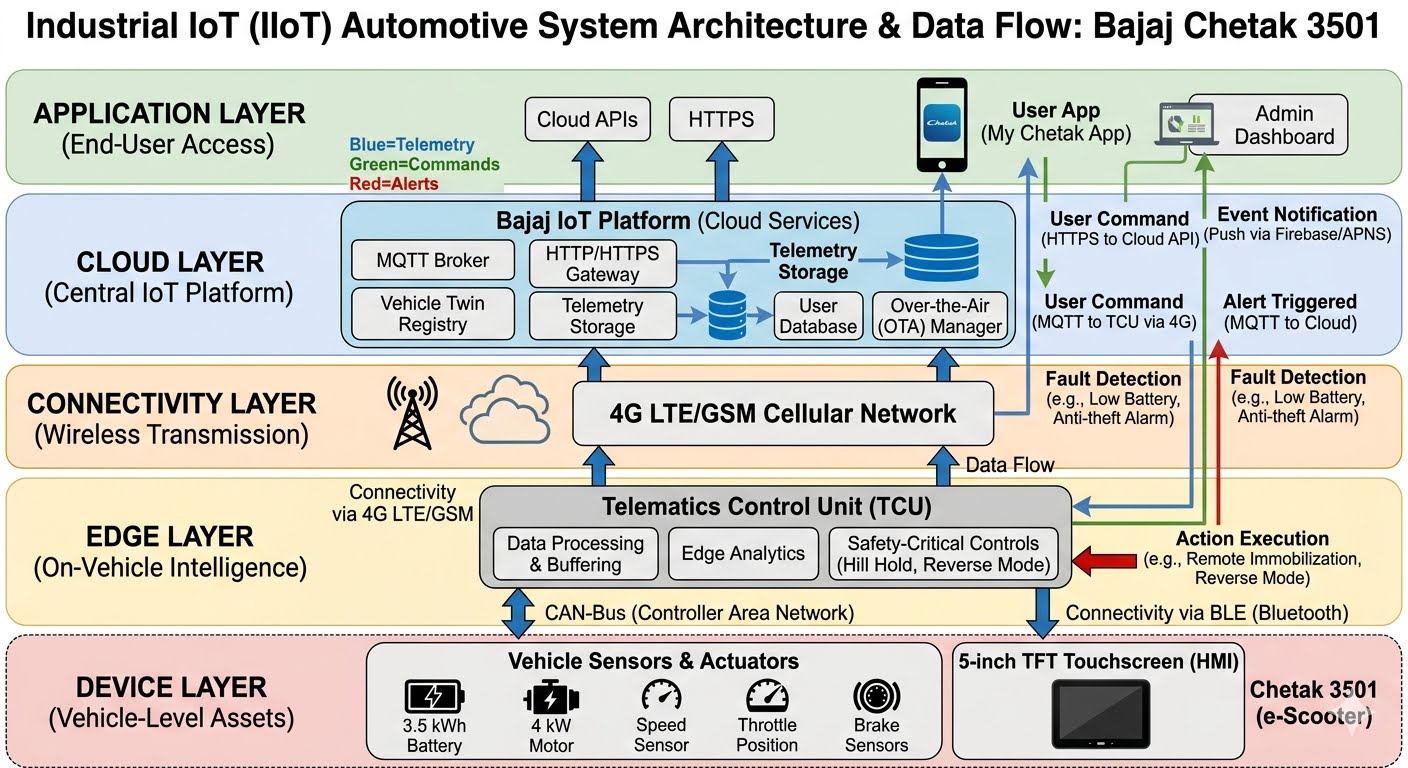 Industrial IoT (IIoT) Automotive System Architecture & Data Flow: Bajaj Chetak 3501
APPLICATION LAYER
(End-User Access)
Blue=Telemetry
Green=Commands
Red=Alerts
Cloud APIs
HTTPS
Chetak
User App
(My Chetak App)
Admin
Dashboard
CLOUD LAYER
(Central IoT Platform)
Bajaj IoT Platform (Cloud Services)
MQTT Broker
HTTP/HTTPS
Gateway
Telemetry
Storage
Vehicle Twin
Registry
Telemetry
Storage
User
Database
Over-the-Air
(OTA) Manager
User Command
(HTTPS to Cloud API)
Event Notification
(Push via Firebase/APNS)
User Command
(MQTT to TCU via 4G)
Alert Triggered
(MQTT to Cloud)
CONNECTIVITY LAYER
(Wireless Transmission)
4G LTE/GSM Cellular Network
Fault Detection
(e.g., Low Battery,
Anti-theft Alarm)
Fault Detection
(e.g., Low Battery,
Anti-theft Alarm)
Data Flow
EDGE LAYER
(On-Vehicle Intelligence)
Connectivity
via 4G LTE/GSM
Telematics Control Unit (TCU)
Data Processing
& Buffering
Edge Analytics
Safety-Critical Controls
(Hill Hold, Reverse Mode)
Action Execution
(e.g., Remote Immobilization,
Reverse Mode)
CAN-Bus (Controller Area Network)
Connectivity via BLE (Bluetooth)
DEVICE LAYER
(Vehicle-Level Assets)
Vehicle Sensors & Actuators
3.5 kWh
Battery
4 kW
Motor
Speed
Sensor
Throttle
Position
Brake
Sensors
5-inch TFT Touchscreen (HMI)
Chetak 3501
(e-Scooter)